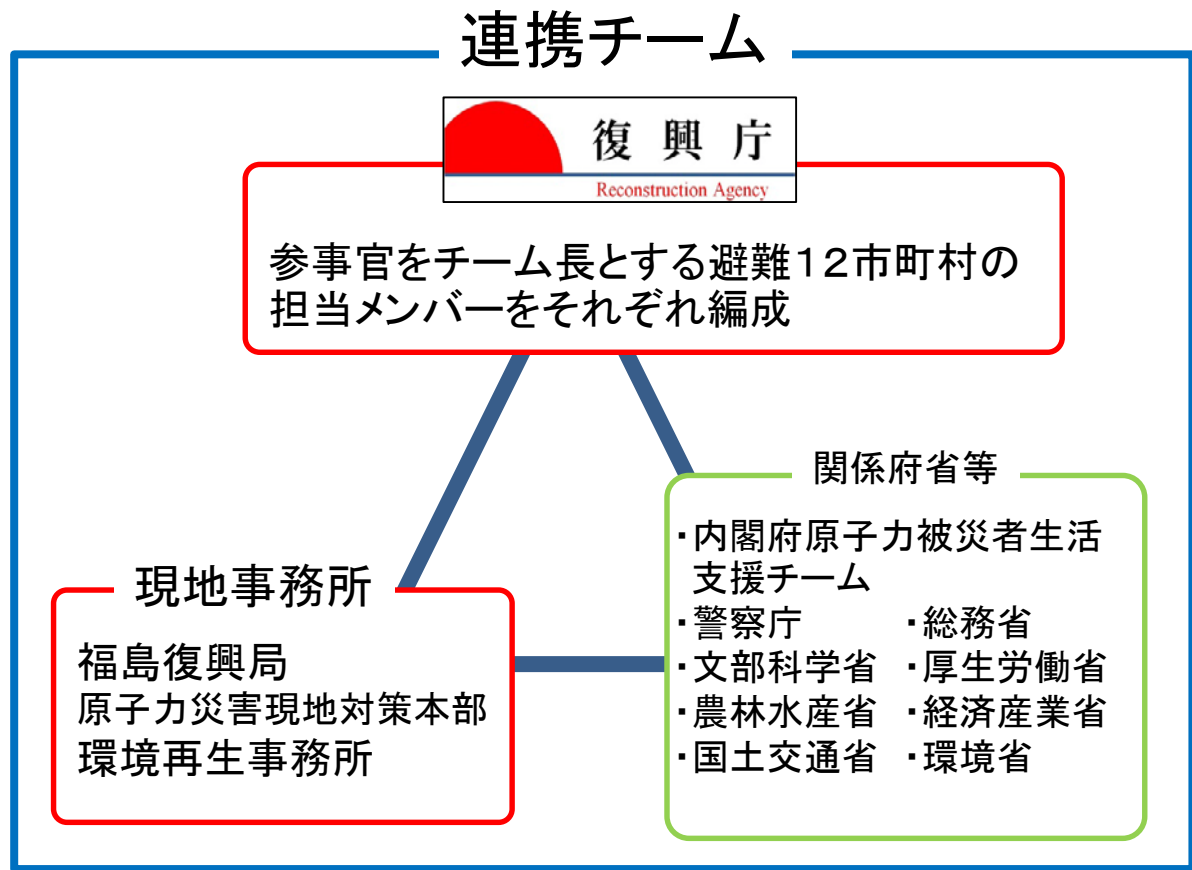 連携チーム
復興庁
Reconstruction Agency
参事官をチーム長とする避難12市町村の
担当メンバーをそれぞれ編成
関係府省等
・内閣府原子力被災者生活
支援チーム
・警察庁 ・総務省
・文部科学省 ・厚生労働省
・農林水産省 ・経済産業省
・国土交通省 ・環境省
現地事務所
福島復興局
原子力災害現地対策本部
環境再生事務所